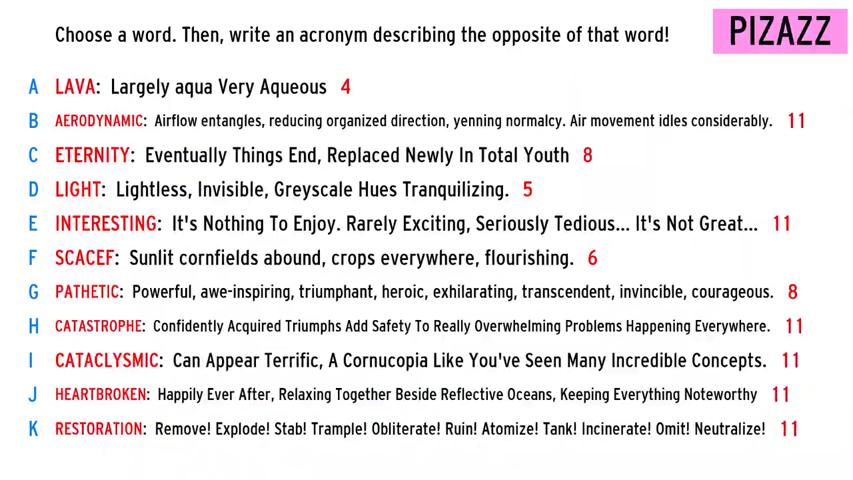 Choose a word. Then, write an acronym describing the opposite of that word!
PIZAZZ
A LAVA: Largely aqua Very Aqueous 4
B AERODYNAMIC: Airflow entangles, reducing organized direction, yenning normalcy. Air movement idles considerably. 11
C ETERNITY: Eventually Things End, Replaced Newly In Total Youth 8
D LIGHT: Lightless, Invisible, Greyscale Hues Tranquilizing. 5
E INTERESTING: It's Nothing To Enjoy. Rarely Exciting, Seriously Tedious... It's Not Great... 11
F SCACEF: Sunlit cornfields abound, crops everywhere, flourishing. 6
G PATHETIC: Powerful, awe-inspiring, triumphant, heroic, exhilarating, transcendent, invincible, courageous. 8
H CATASTROPHE: Confidently Acquired Triumphs Add Safety To Really Overwhelming Problems Happening Everywhere. 11
I CATACLYSMIC: Can Appear Terrific, A Cornucopia Like You've Seen Many Incredible Concepts. 11
J HEARTBROKEN: Happily Ever After, Relaxing Together Beside Reflective Oceans, Keeping Everything Noteworthy 11
K RESTORATION: Remove! Explode! Stab! Trample! Obliterate! Ruin! Atomize! Tank! Incinerate! Omit! Neutralize! 11